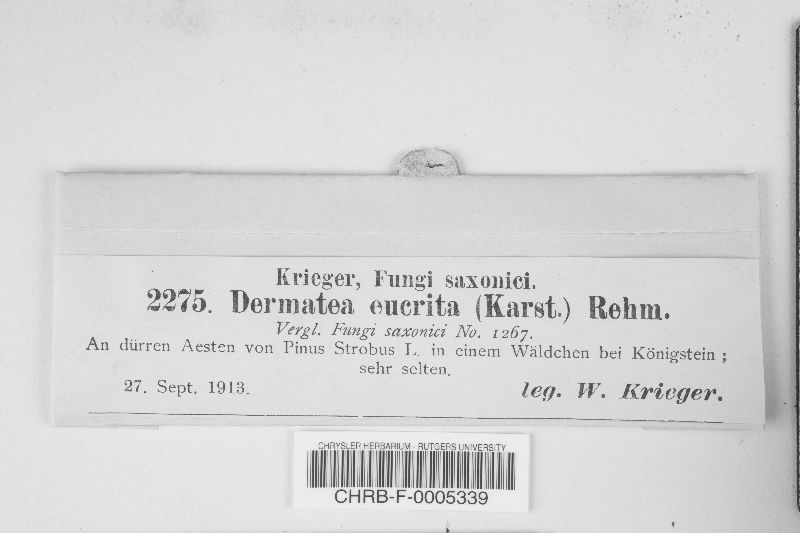 Krieger, Fungi saxonici.
2275. Dermatea eucrita (Karst.) Rehm.
Vergl. Fungi saxonici No. 1267.
An dürren Aesten von Pinus Strobus L. in einem Wäldchen bei Königstein ;
sehr selten.
27. Sept. 1913. leg. W. Krieger.
CHRYSLER HERBARIUM - RUTGERS UNIVERSITY
CHRB-F-0005339